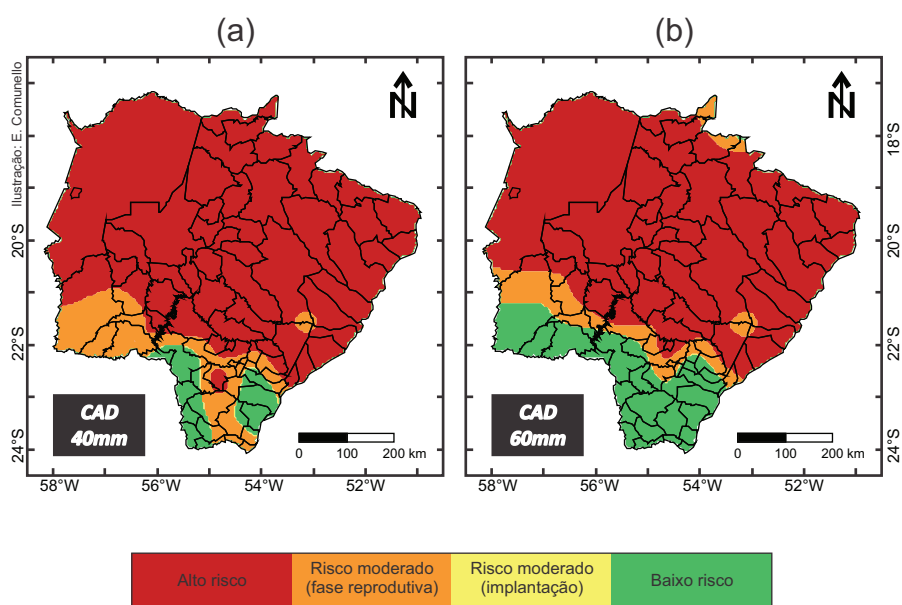 (a)
(b)
Ilustração: E. Comunello
N
N
18°S
20°S
20°S
22°S
22°S
24°S
24°S
CAD
40mm
CAD
60mm
0 100 200 km
0 100 200 km
58°W 56°W 54°W 52°W
58°W 56°W 54°W 52°W
Alto risco
Risco moderado
(fase reprodutiva)
Risco moderado
(implantação)
Baixo risco